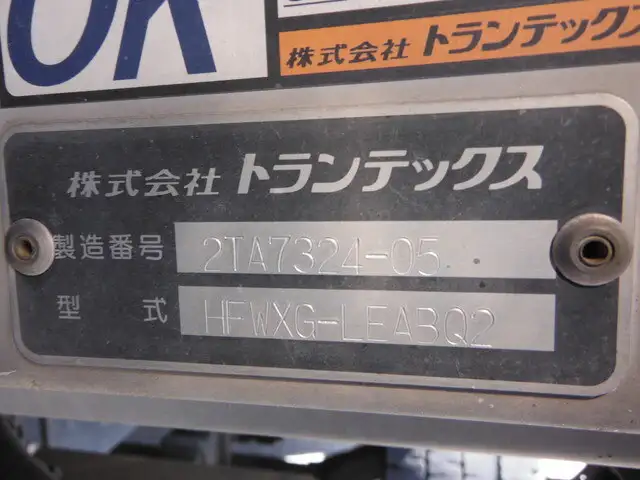 OK
株式会社 トランテックス
株式会社 トランテックス
製造番号 2TA7324-05
型式 HFWXG-LEABQ2